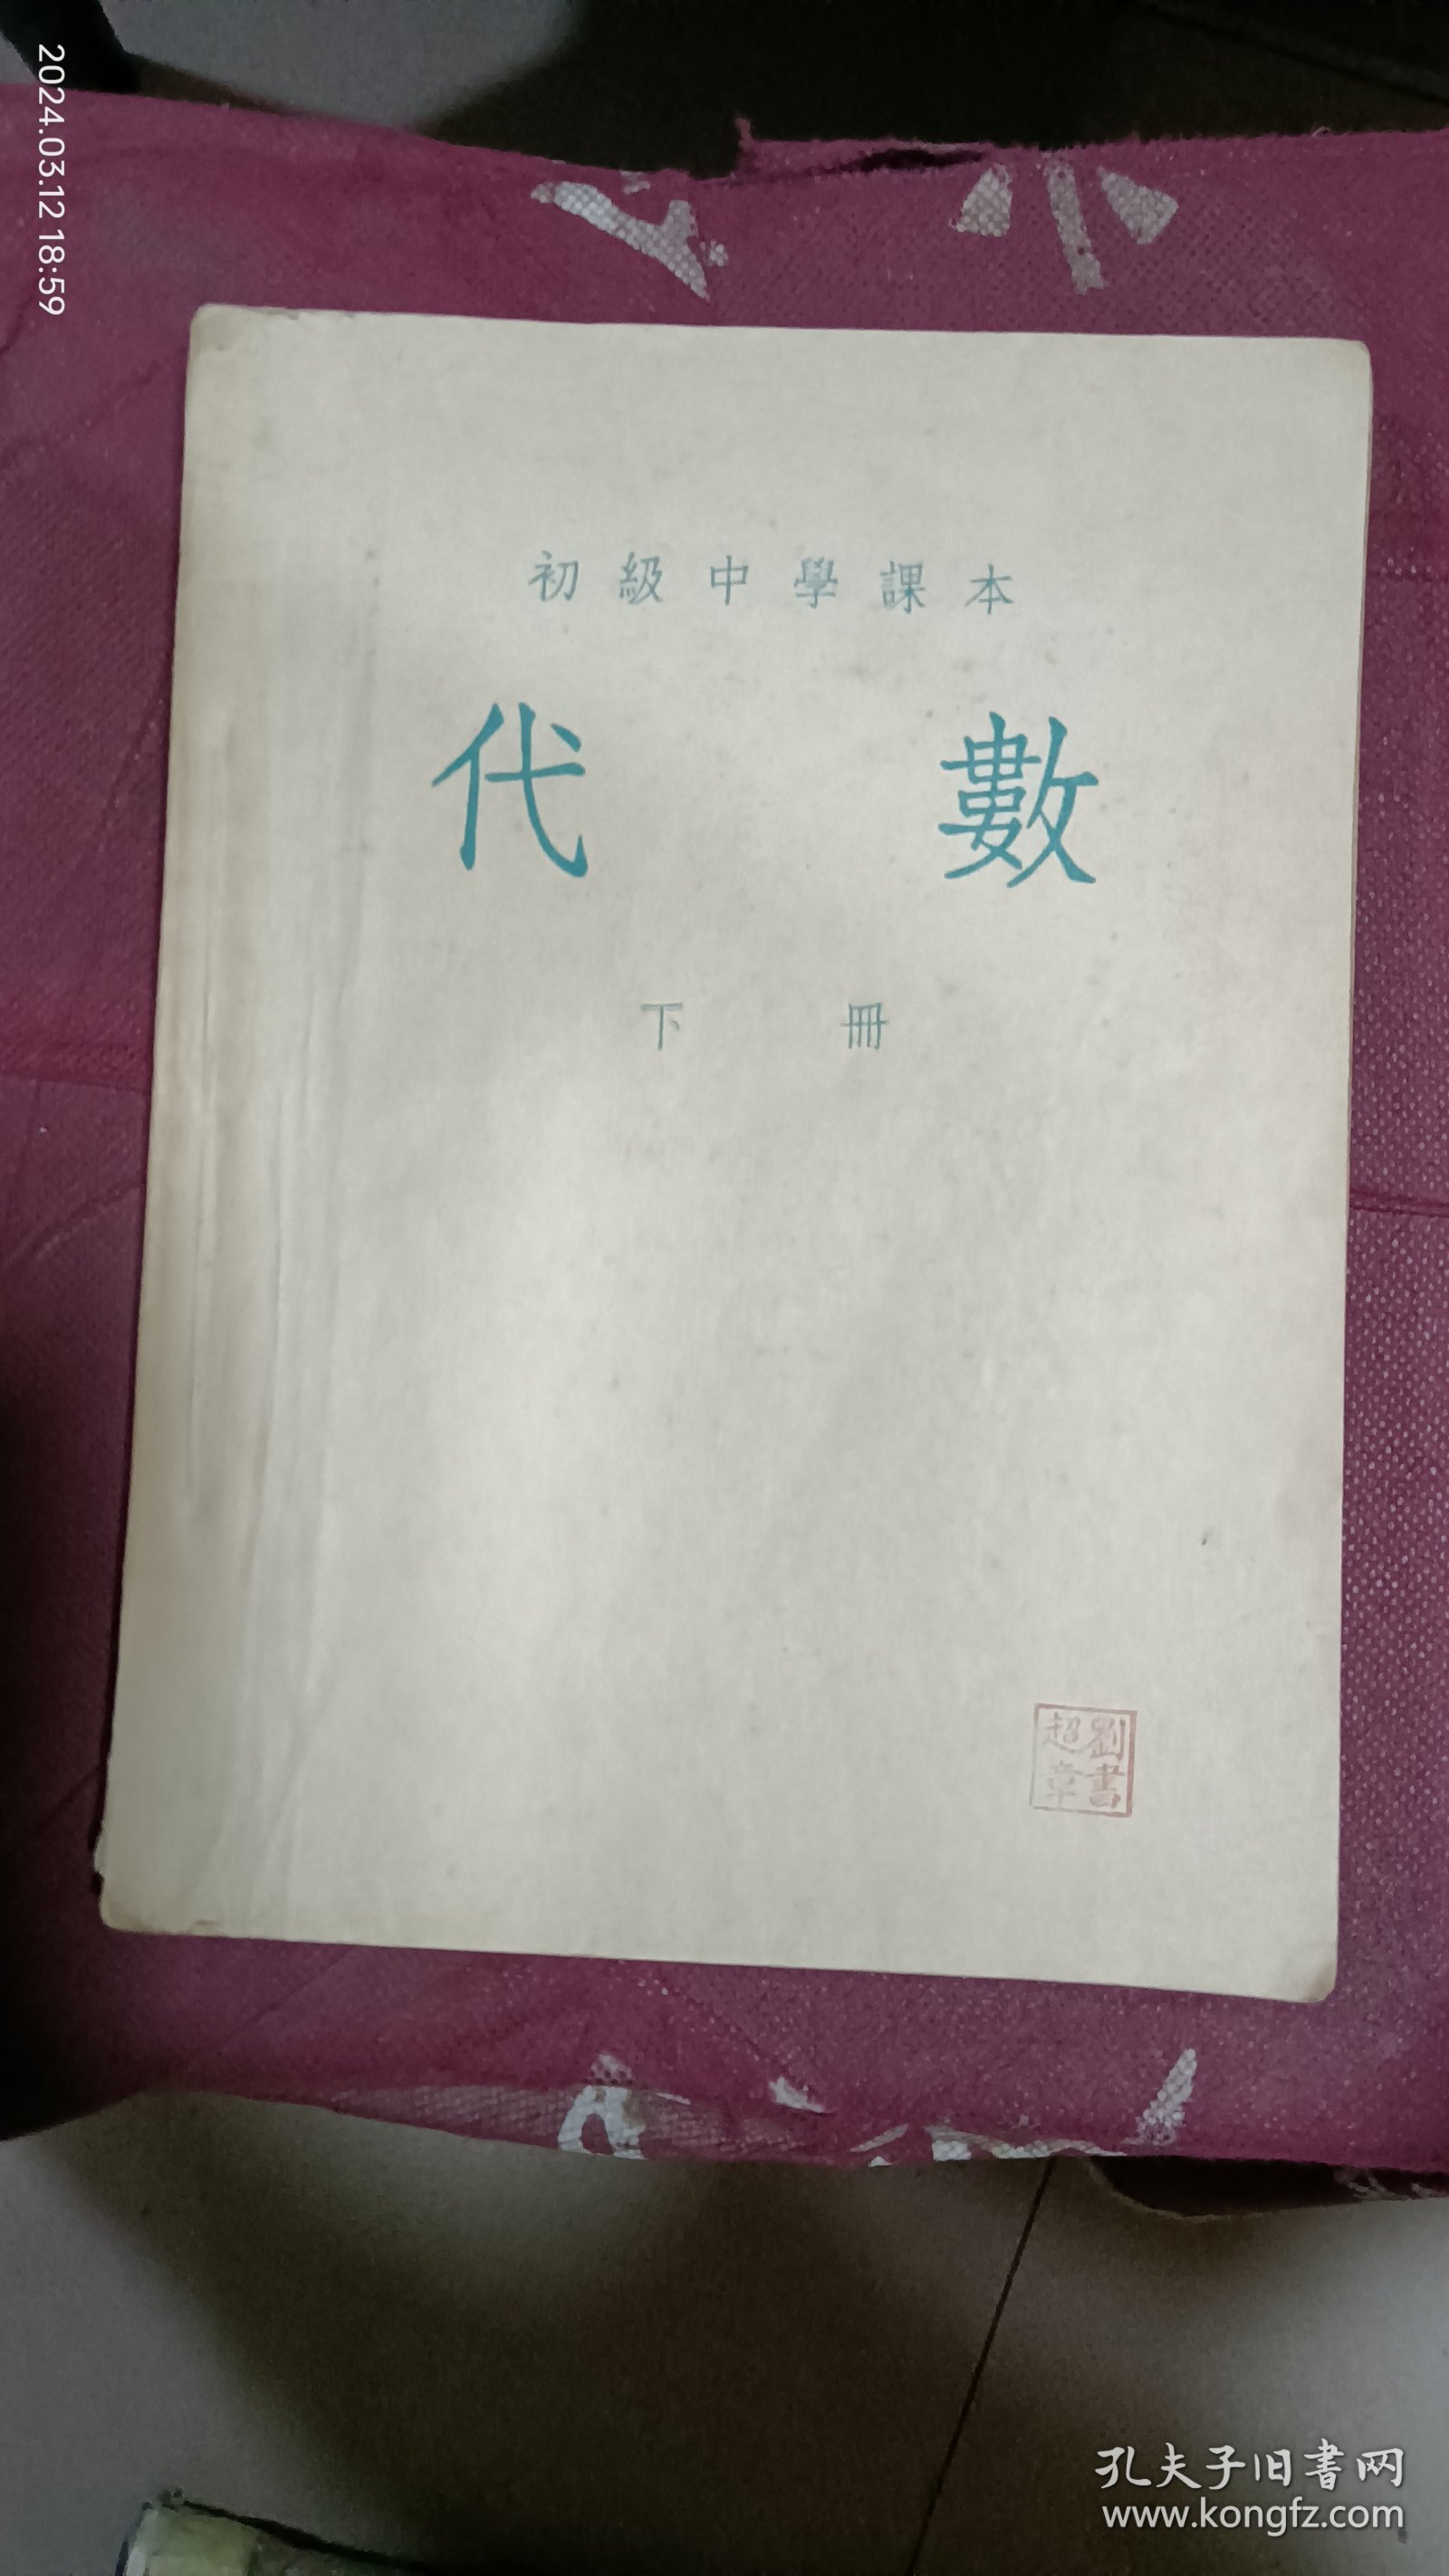 2024.03.12 18:59
初級中學課本
代數
下冊
劉書
超章
孔夫子旧书网
www.kongfz.com